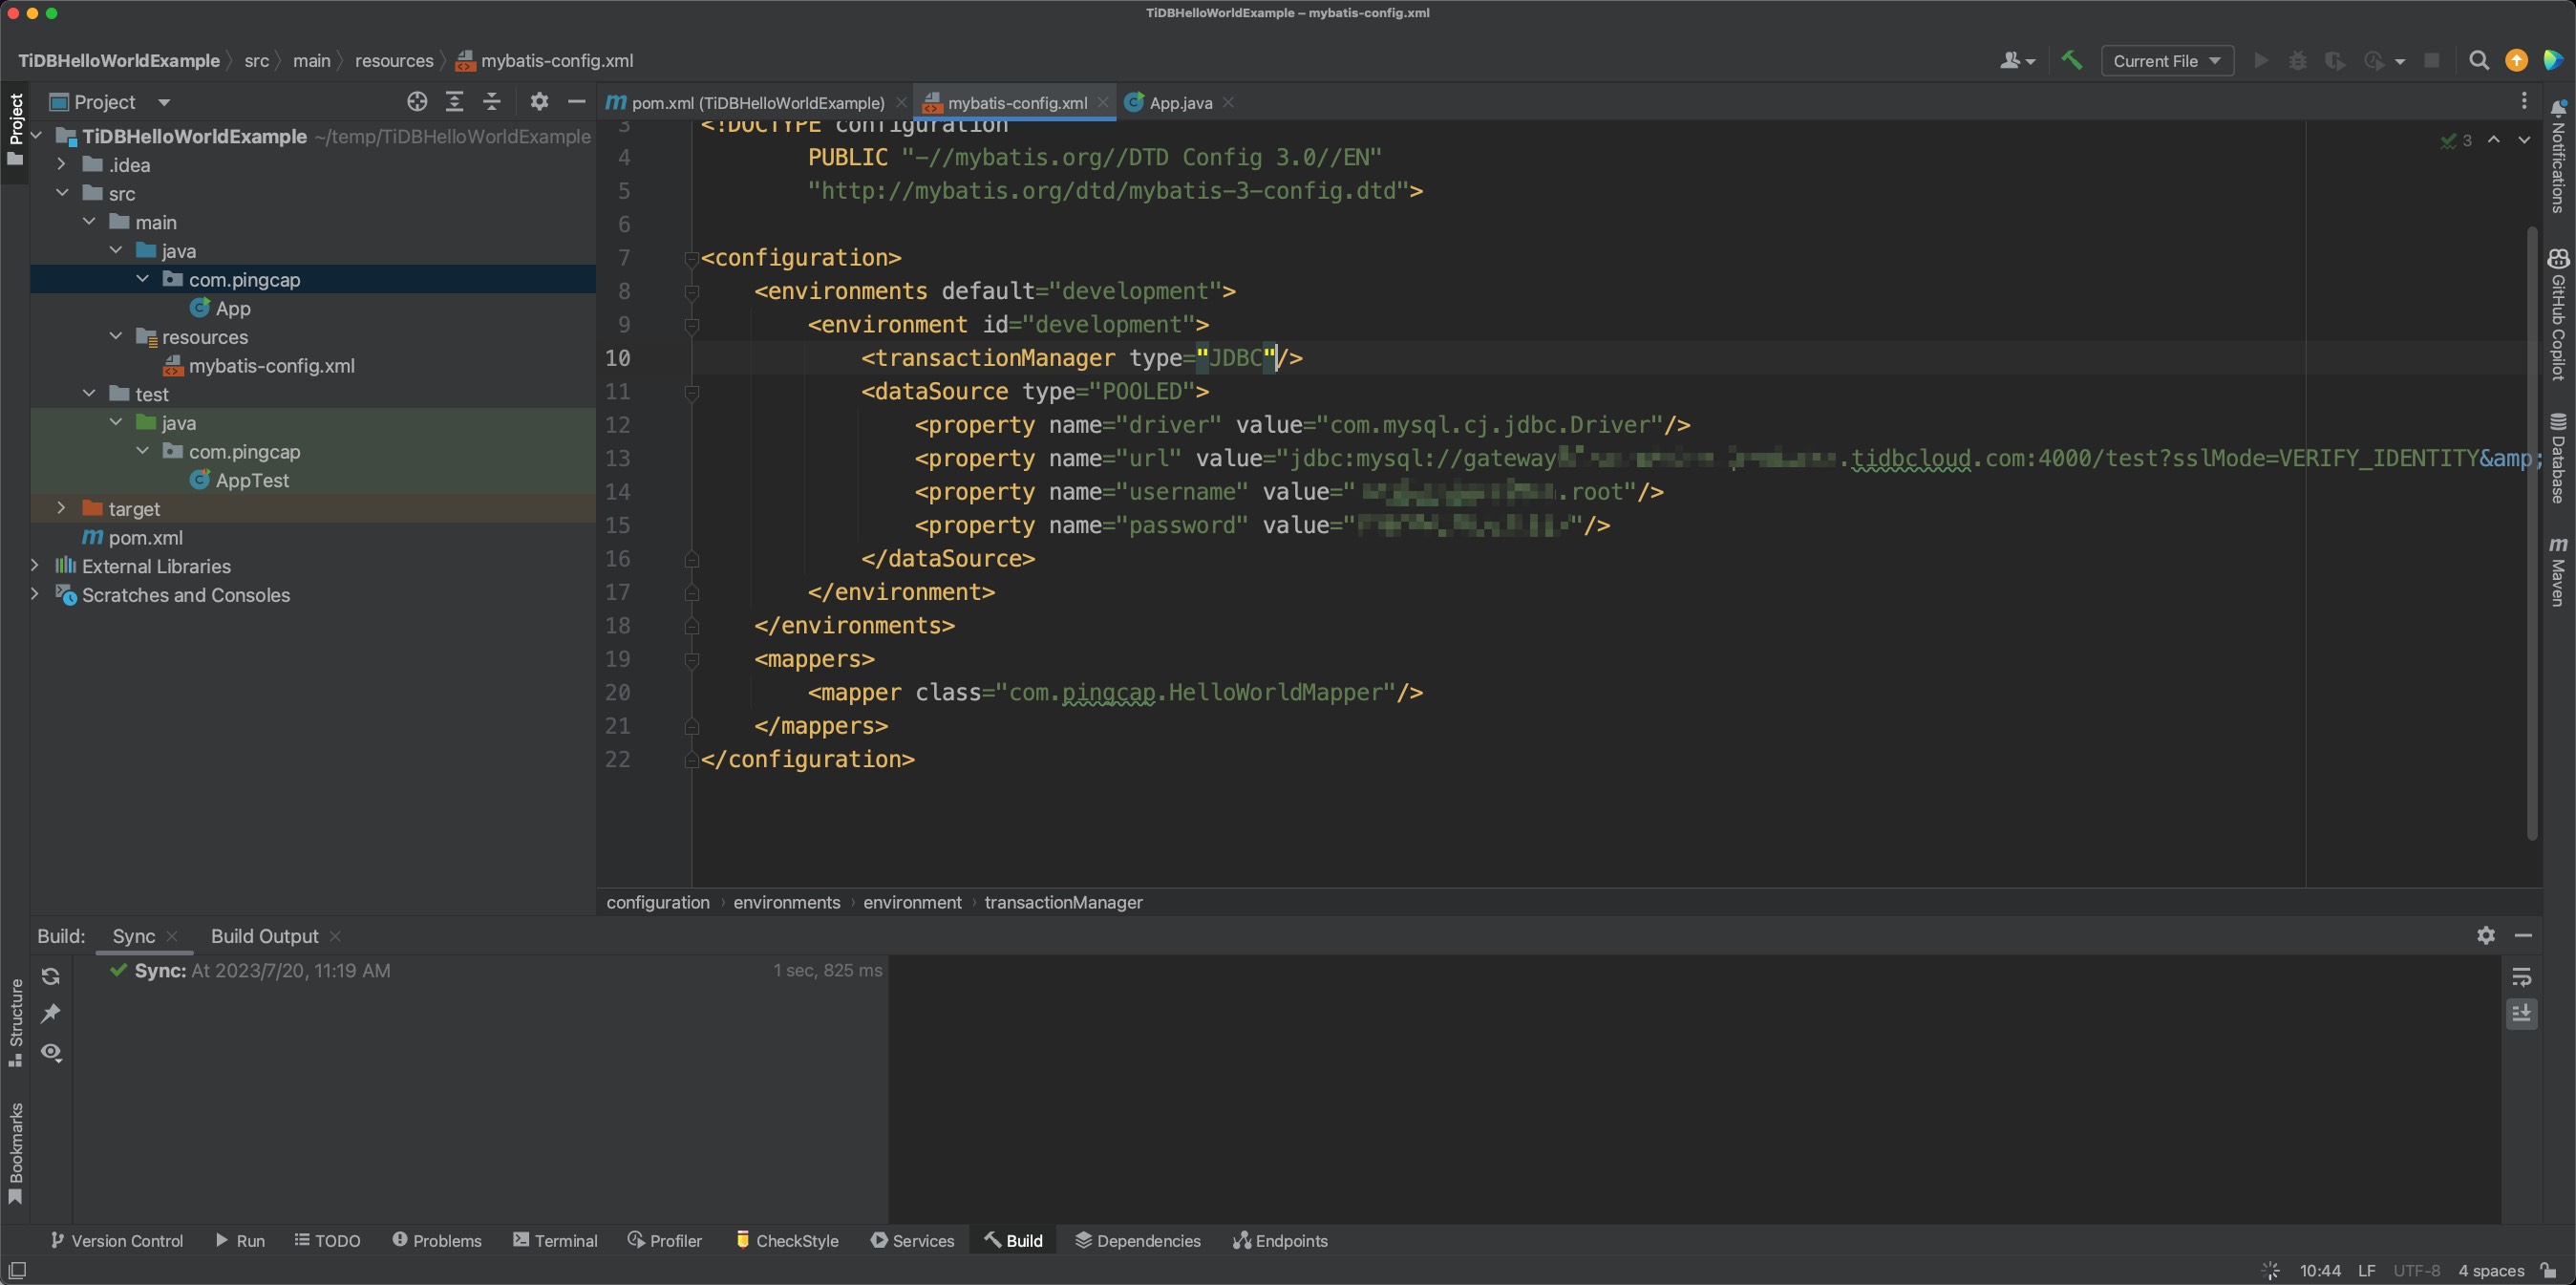 TiDBHelloWorldExample – mybatis-config.xml
TiDBHelloWorldExample src main resources mybatis-config.xml
Current File
Project
Project
pom.xml (TiDBHelloWorldExample)
mybatis-config.xml
App.java
TiDBHelloWorldExample ~/temp/TiDBHelloWorldExample
.idea
src
main
java
com.pingcap
App
resources
mybatis-config.xml
test
java
com.pingcap
AppTest
target
pom.xml
External Libraries
Scratches and Consoles
3 <!DOCTYPE configuration
4 PUBLIC "-//mybatis.org//DTD Config 3.0//EN"
5 "http://mybatis.org/dtd/mybatis-3-config.dtd">
6
7 <configuration>
8 <environments default="development">
9 <environment id="development">
10 <transactionManager type="JDBC"/>
11 <dataSource type="POOLED">
12 <property name="driver" value="com.mysql.cj.jdbc.Driver"/>
13 <property name="url" value="jdbc:mysql://gateway .tidbcloud.com:4000/test?sslMode=VERIFY_IDENTITY&amp;
14 <property name="username" value=" .root"/>
15 <property name="password" value=" "/>
16 </dataSource>
17 </environment>
18 </environments>
19 <mappers>
20 <mapper class="com.pingcap.HelloWorldMapper"/>
21 </mappers>
22 </configuration>
3
Notifications
GitHub Copilot
Database
Maven
configuration environments environment transactionManager
Build: Sync Build Output
Sync: At 2023/7/20, 11:19 AM 1 sec, 825 ms
Structure
Bookmarks
Version Control Run TODO Problems Terminal Profiler CheckStyle Services Build Dependencies Endpoints
10:44 LF UTF-8 4 spaces